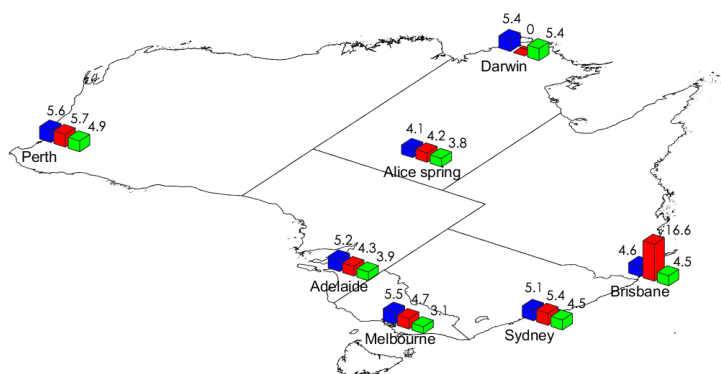 5.4 0 5.4
Darwin
5.6 5.7 4.9
Perth
4.1 4.2 3.8
Alice spring
5.2 4.3 3.9
Adelaide
4.6 16.6 4.5
Brisbane
5.5 4.7 3.1
Melbourne
5.1 5.4 4.5
Sydney